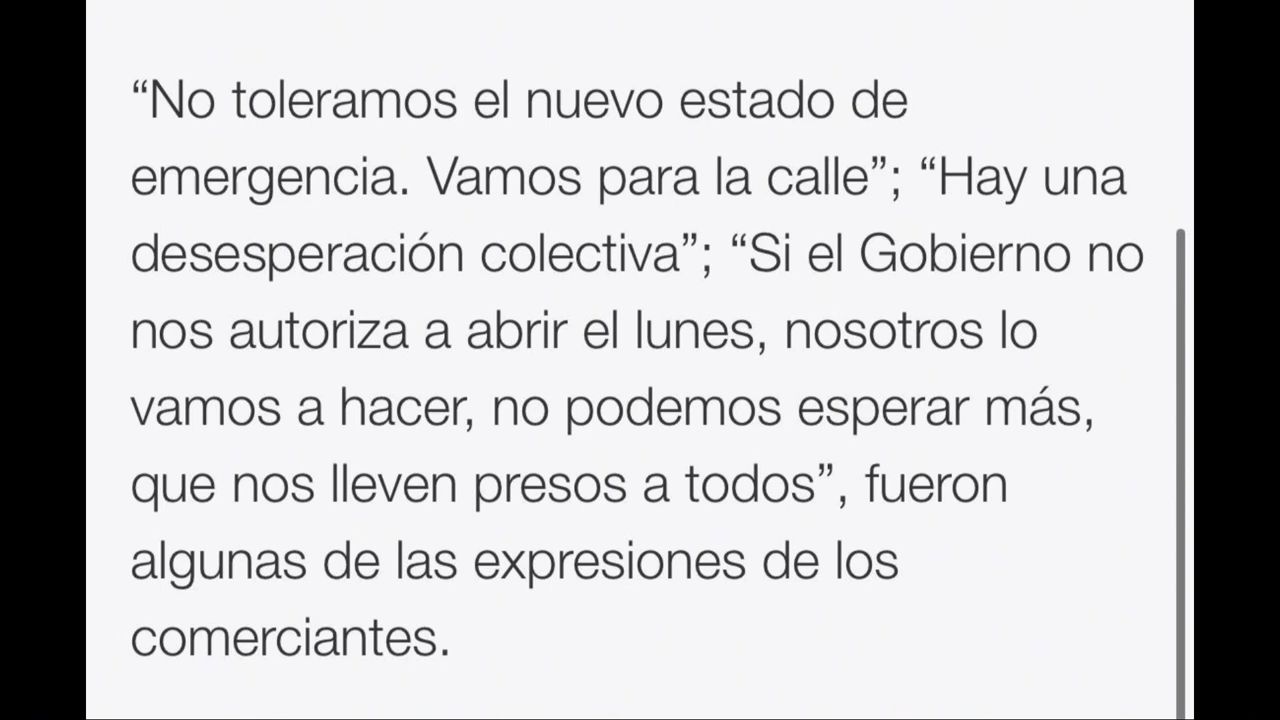 “No toleramos el nuevo estado de
emergencia. Vamos para la calle”; “Hay una
desesperación colectiva”; “Si el Gobierno no
nos autoriza a abrir el lunes, nosotros lo
vamos a hacer, no podemos esperar más,
que nos lleven presos a todos”, fueron
algunas de las expresiones de los
comerciantes.